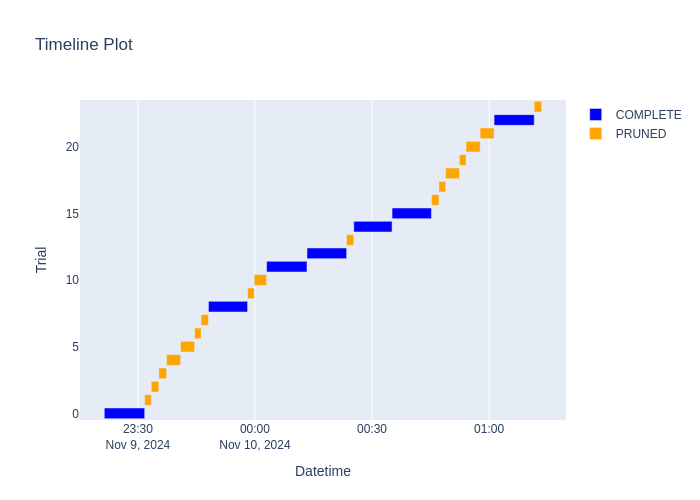 Timeline Plot
COMPLETE
PRUNED
20
15
10
5
0
Trial
23:30 00:00 00:30 01:00
Nov 9, 2024 Nov 10, 2024
Datetime